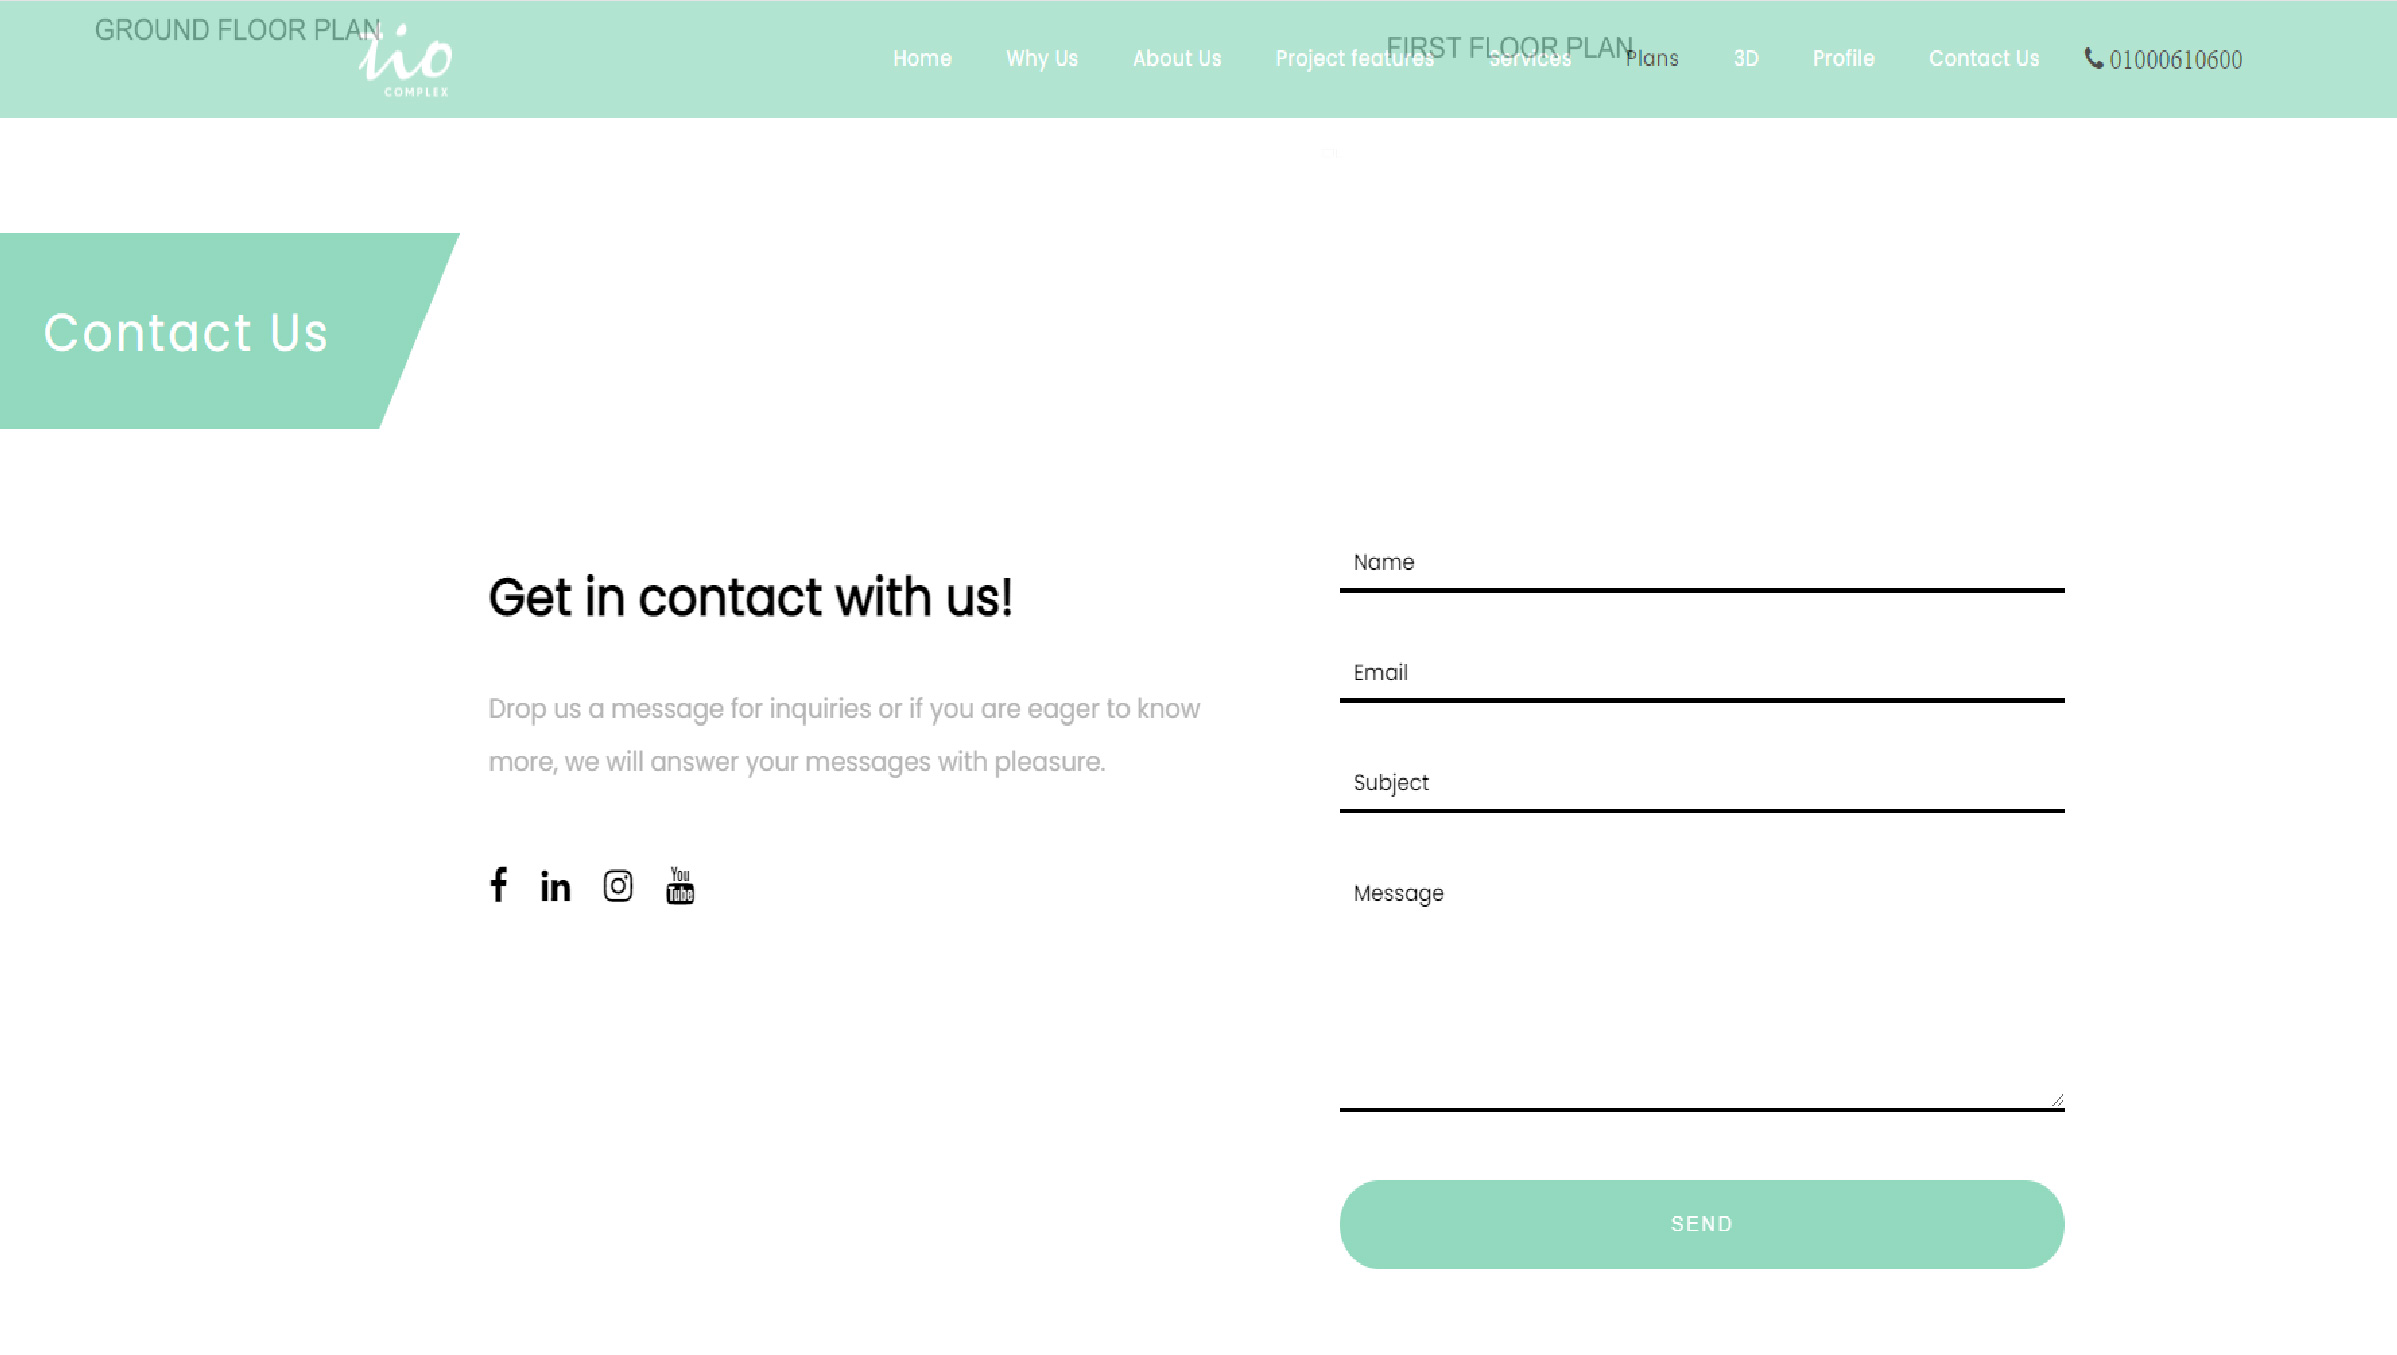 GROUND FLOOR PLAN
lio
COMPLEX
Home Why Us About Us Project features Services Plans 3D Profile Contact Us 01000610600
FIRST FLOOR PLAN
Contact Us
Get in contact with us!
Drop us a message for inquiries or if you are eager to know
more, we will answer your messages with pleasure.
You
Tube
Name
Email
Subject
Message
SEND